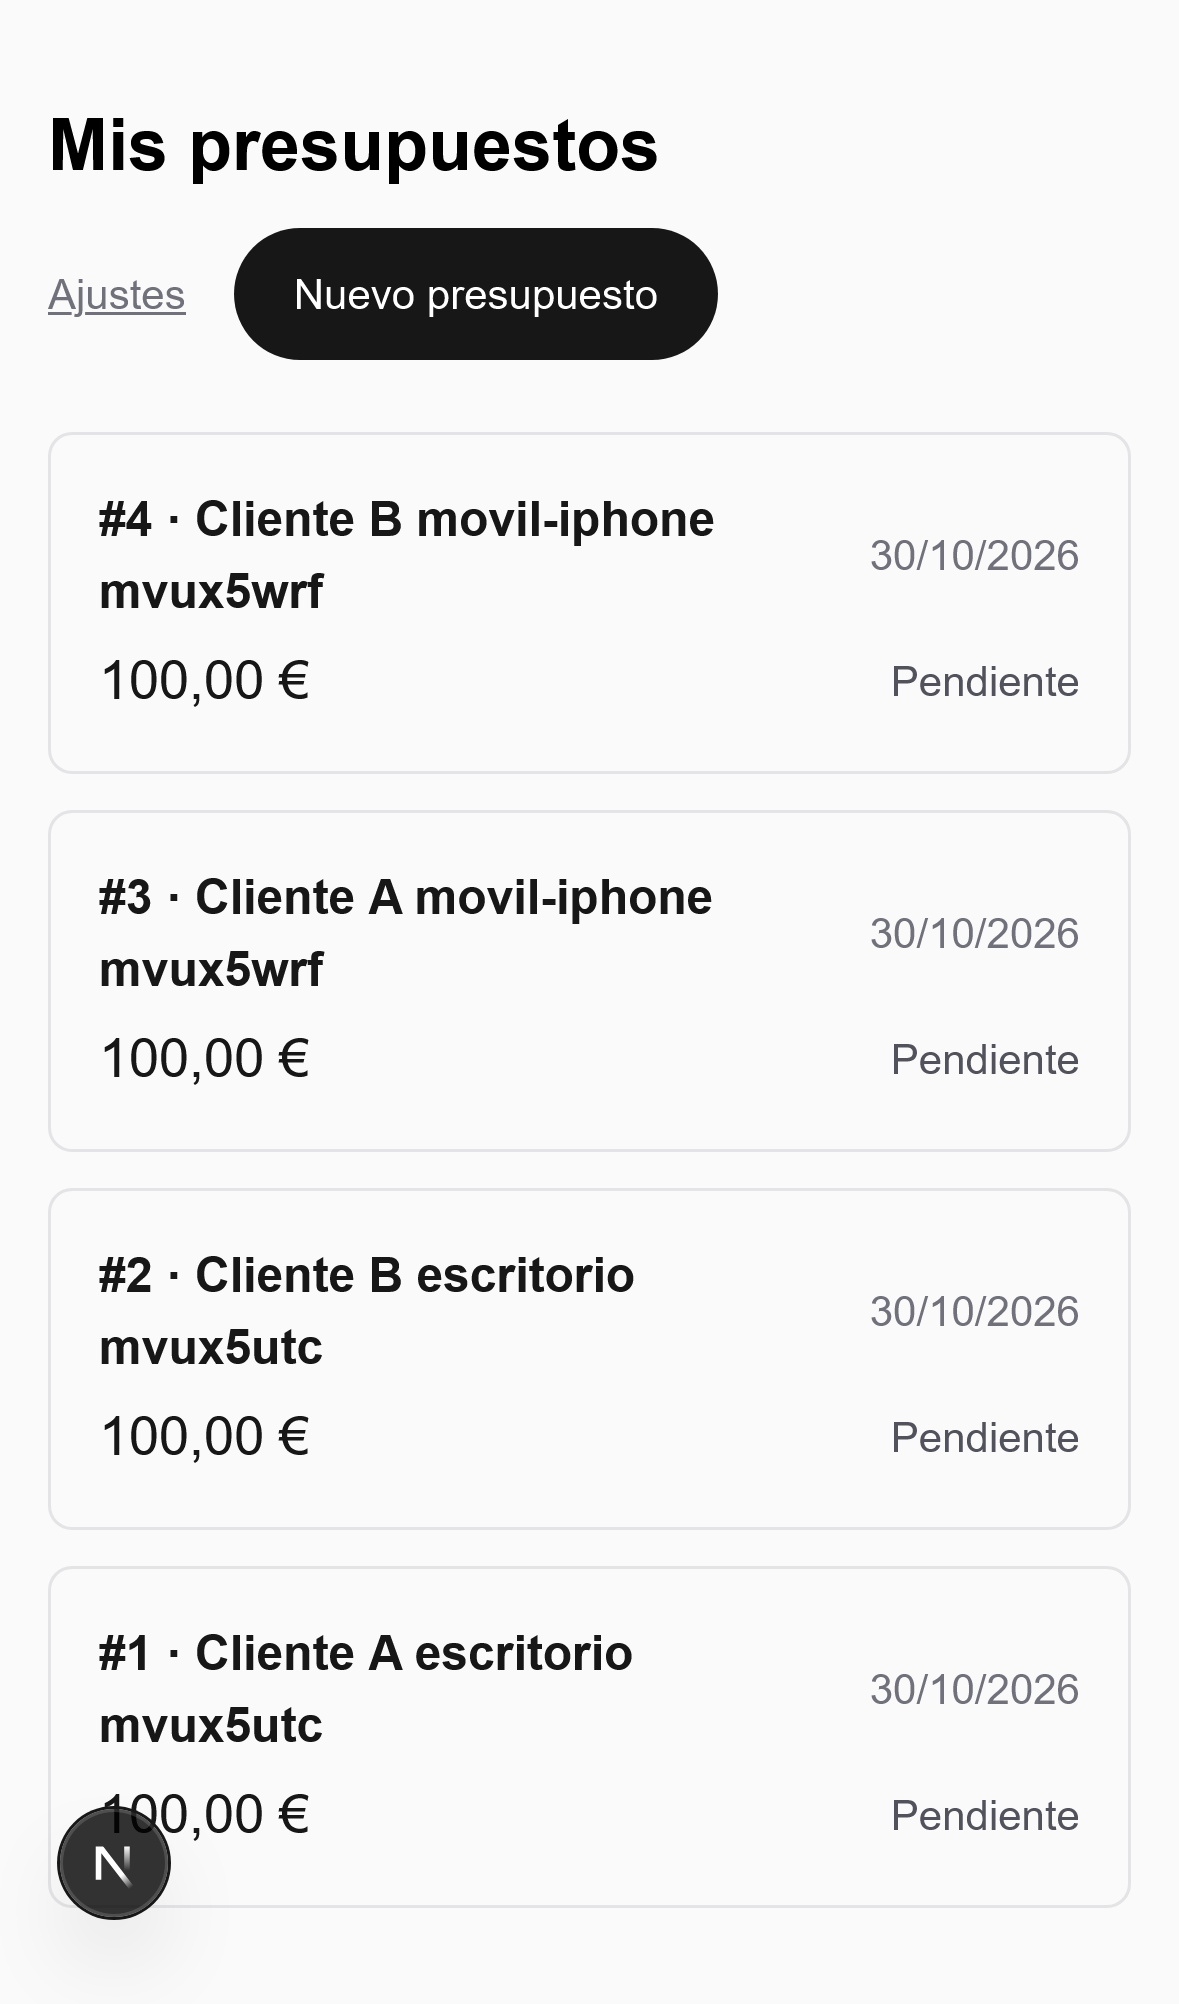 Mis presupuestos
Ajustes
Nuevo presupuesto
#4 · Cliente B movil-iphone
mvux5wrf
30/10/2026
100,00 €
Pendiente
#3 · Cliente A movil-iphone
mvux5wrf
30/10/2026
100,00 €
Pendiente
#2 · Cliente B escritorio
mvux5utc
30/10/2026
100,00 €
Pendiente
#1 · Cliente A escritorio
mvux5utc
30/10/2026
100,00 €
Pendiente
N